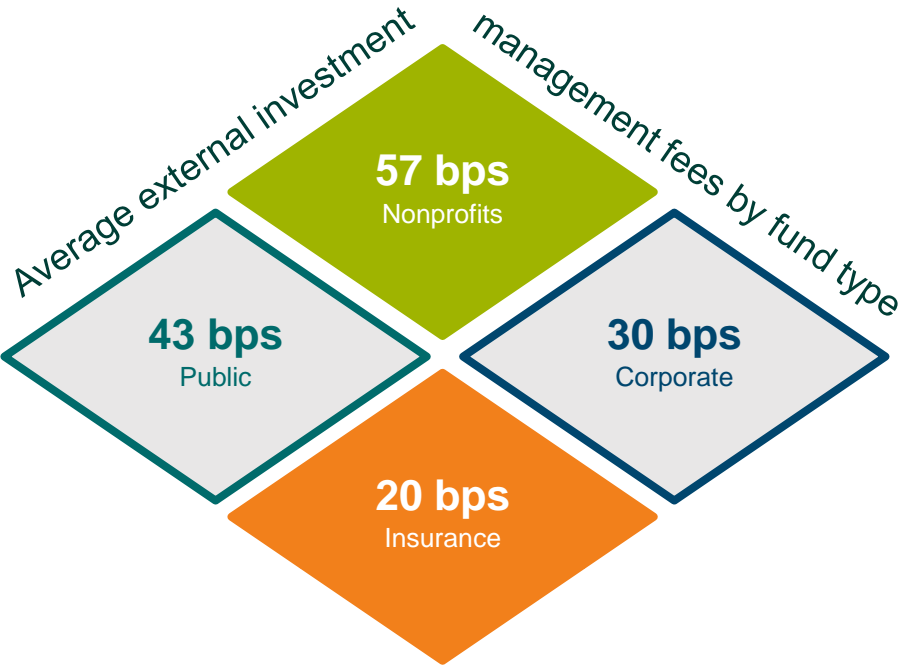 Average external investment
management fees by fund type
57 bps
Nonprofits
43 bps
Public
30 bps
Corporate
20 bps
Insurance